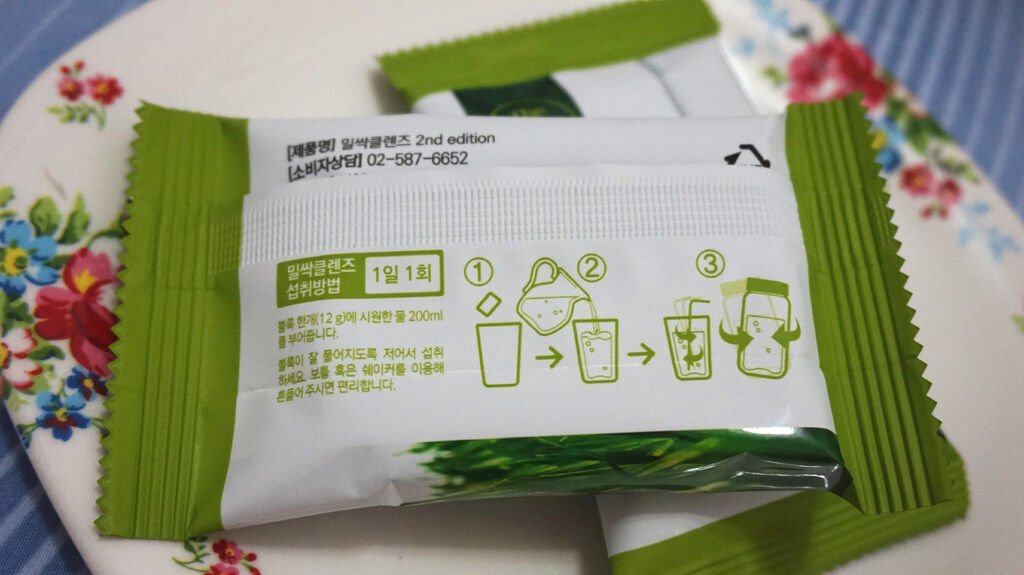 [제품명] 밀싹클렌즈 2nd edition
[소비자상담] 02-587-6652
밀싹클렌즈
섭취방법
1일 1회
블록 한개(12 g)에 시원한 물 200ml
를 부어줍니다.
블록이 잘 풀어지도록 저어서 섭취
하세요. 보틀 혹은 쉐이커를 이용해
흔들어 주시면 편리합니다.
① ② ③